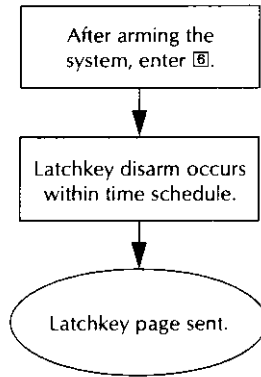 After arming the
system, enter 6.
Latchkey disarm occurs
within time schedule.
Latchkey page sent.